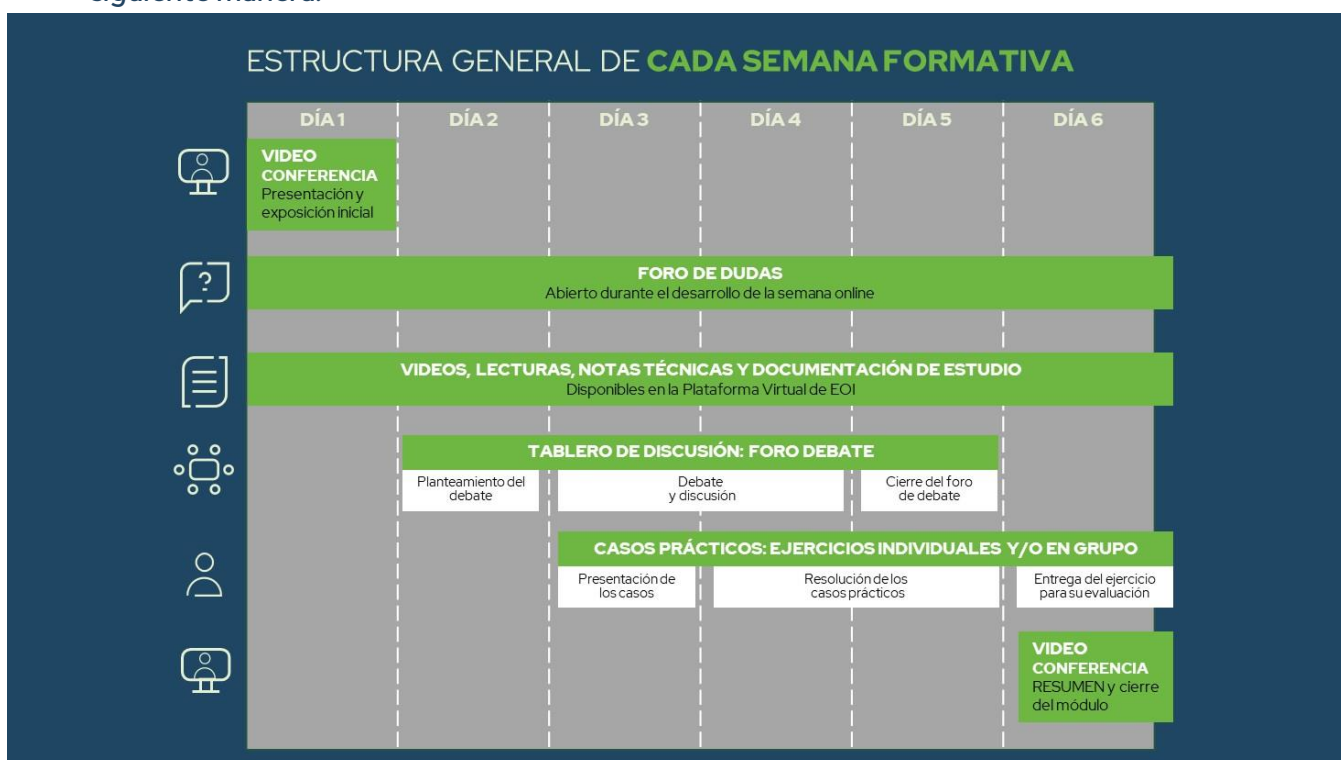 siguiente manera:
ESTRUCTURA GENERAL DE CADA SEMANA FORMATIVA
DÍA 1 DÍA 2 DÍA 3 DÍA 4 DÍA 5 DÍA 6
VIDEO
CONFERENCIA
Presentación y
exposición inicial
?
FORO DE DUDAS
Abierto durante el desarrollo de la semana online
VIDEOS, LECTURAS, NOTAS TÉCNICAS Y DOCUMENTACIÓN DE ESTUDIO
Disponibles en la Plataforma Virtual de EOI
TABLERO DE DISCUSIÓN: FORO DEBATE
Planteamiento del
debate
Debate
y discusión
Cierre del foro
de debate
CASOS PRÁCTICOS: EJERCICIOS INDIVIDUALES Y/O EN GRUPO
Presentación de
los casos
Resolución de los
casos prácticos
Entrega del ejercicio
para su evaluación
VIDEO
CONFERENCIA
RESUMEN y cierre
del módulo